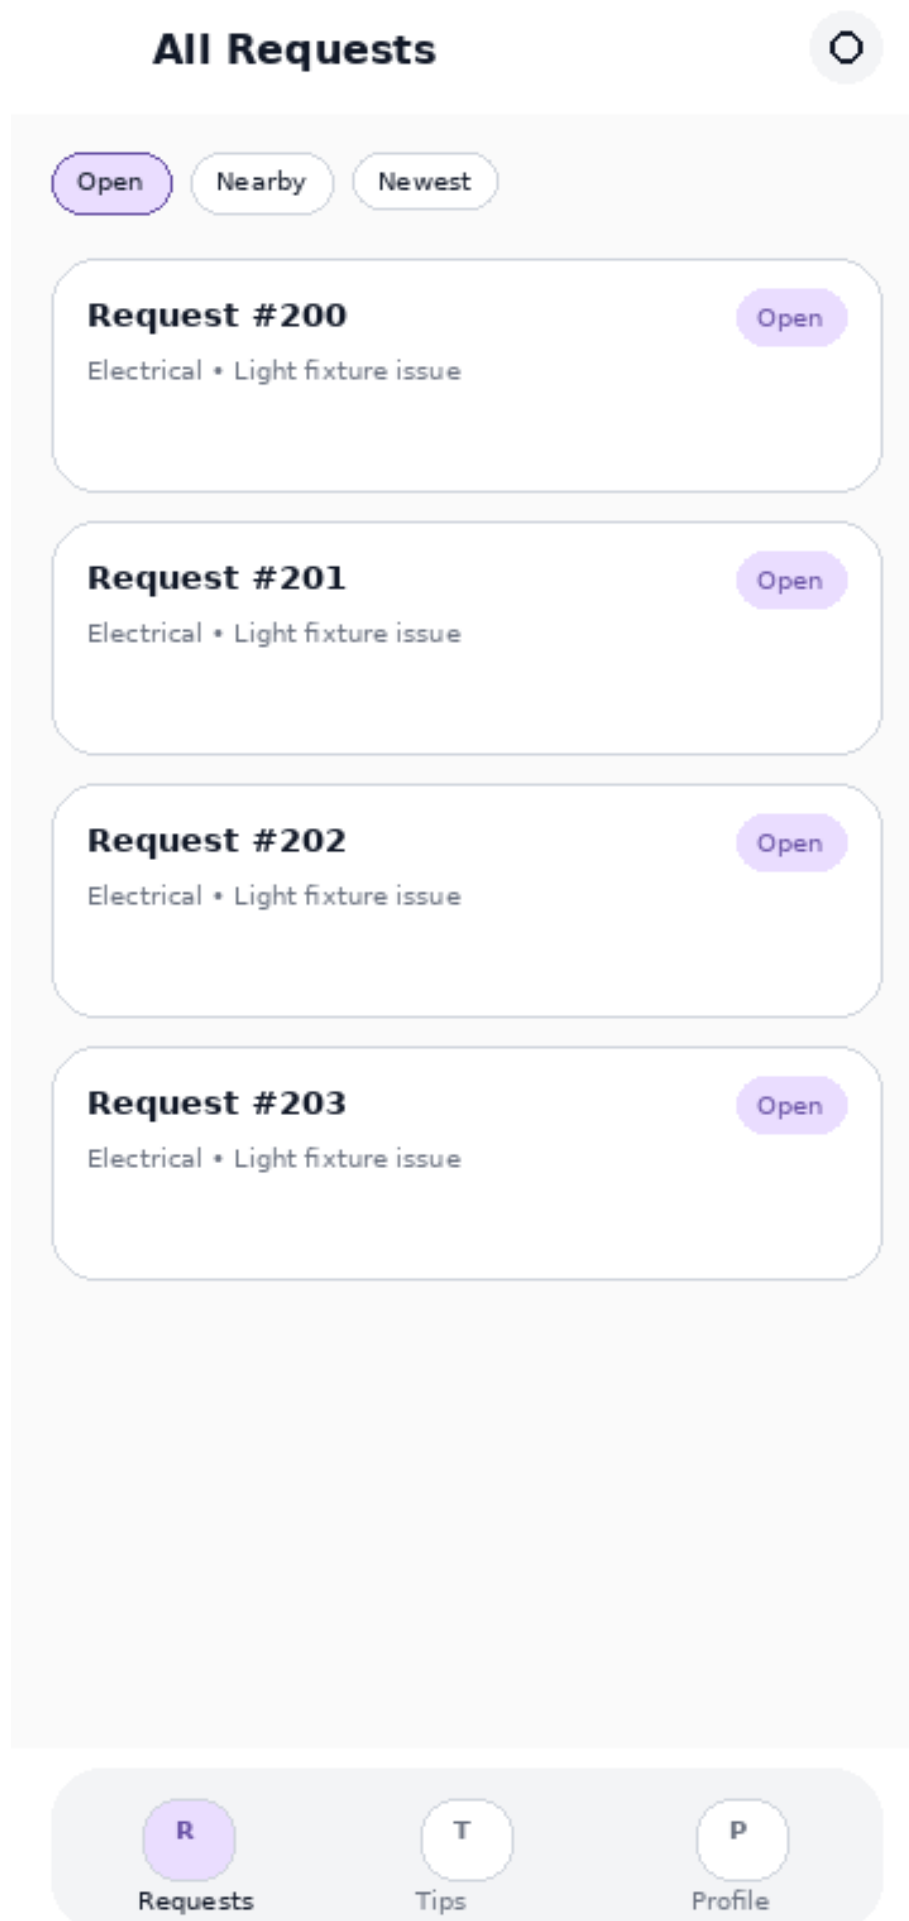 All Requests
Open Nearby Newest
Request #200 Open
Electrical • Light fixture issue
Request #201 Open
Electrical • Light fixture issue
Request #202 Open
Electrical • Light fixture issue
Request #203 Open
Electrical • Light fixture issue
R T P
Requests Tips Profile